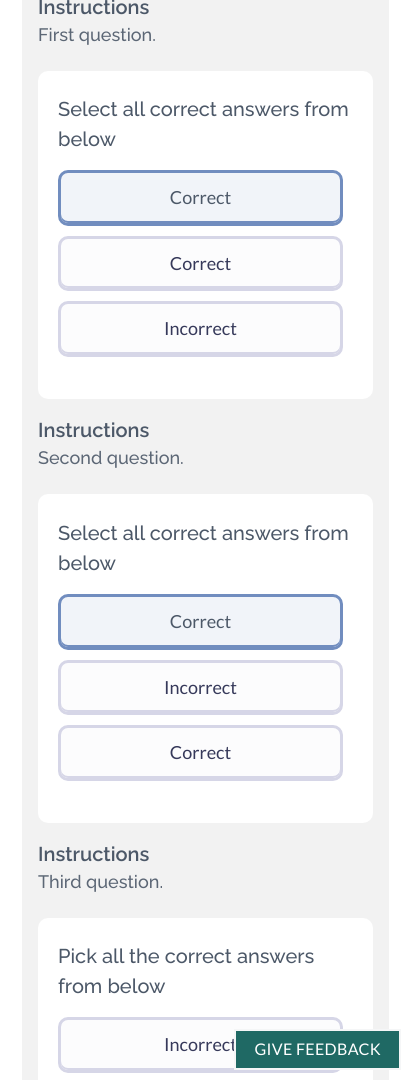 Instructions
First question.
Select all correct answers from
below
Correct
Correct
Incorrect
Instructions
Second question.
Select all correct answers from
below
Correct
Incorrect
Correct
Instructions
Third question.
Pick all the correct answers
from below
Incorrect
GIVE FEEDBACK